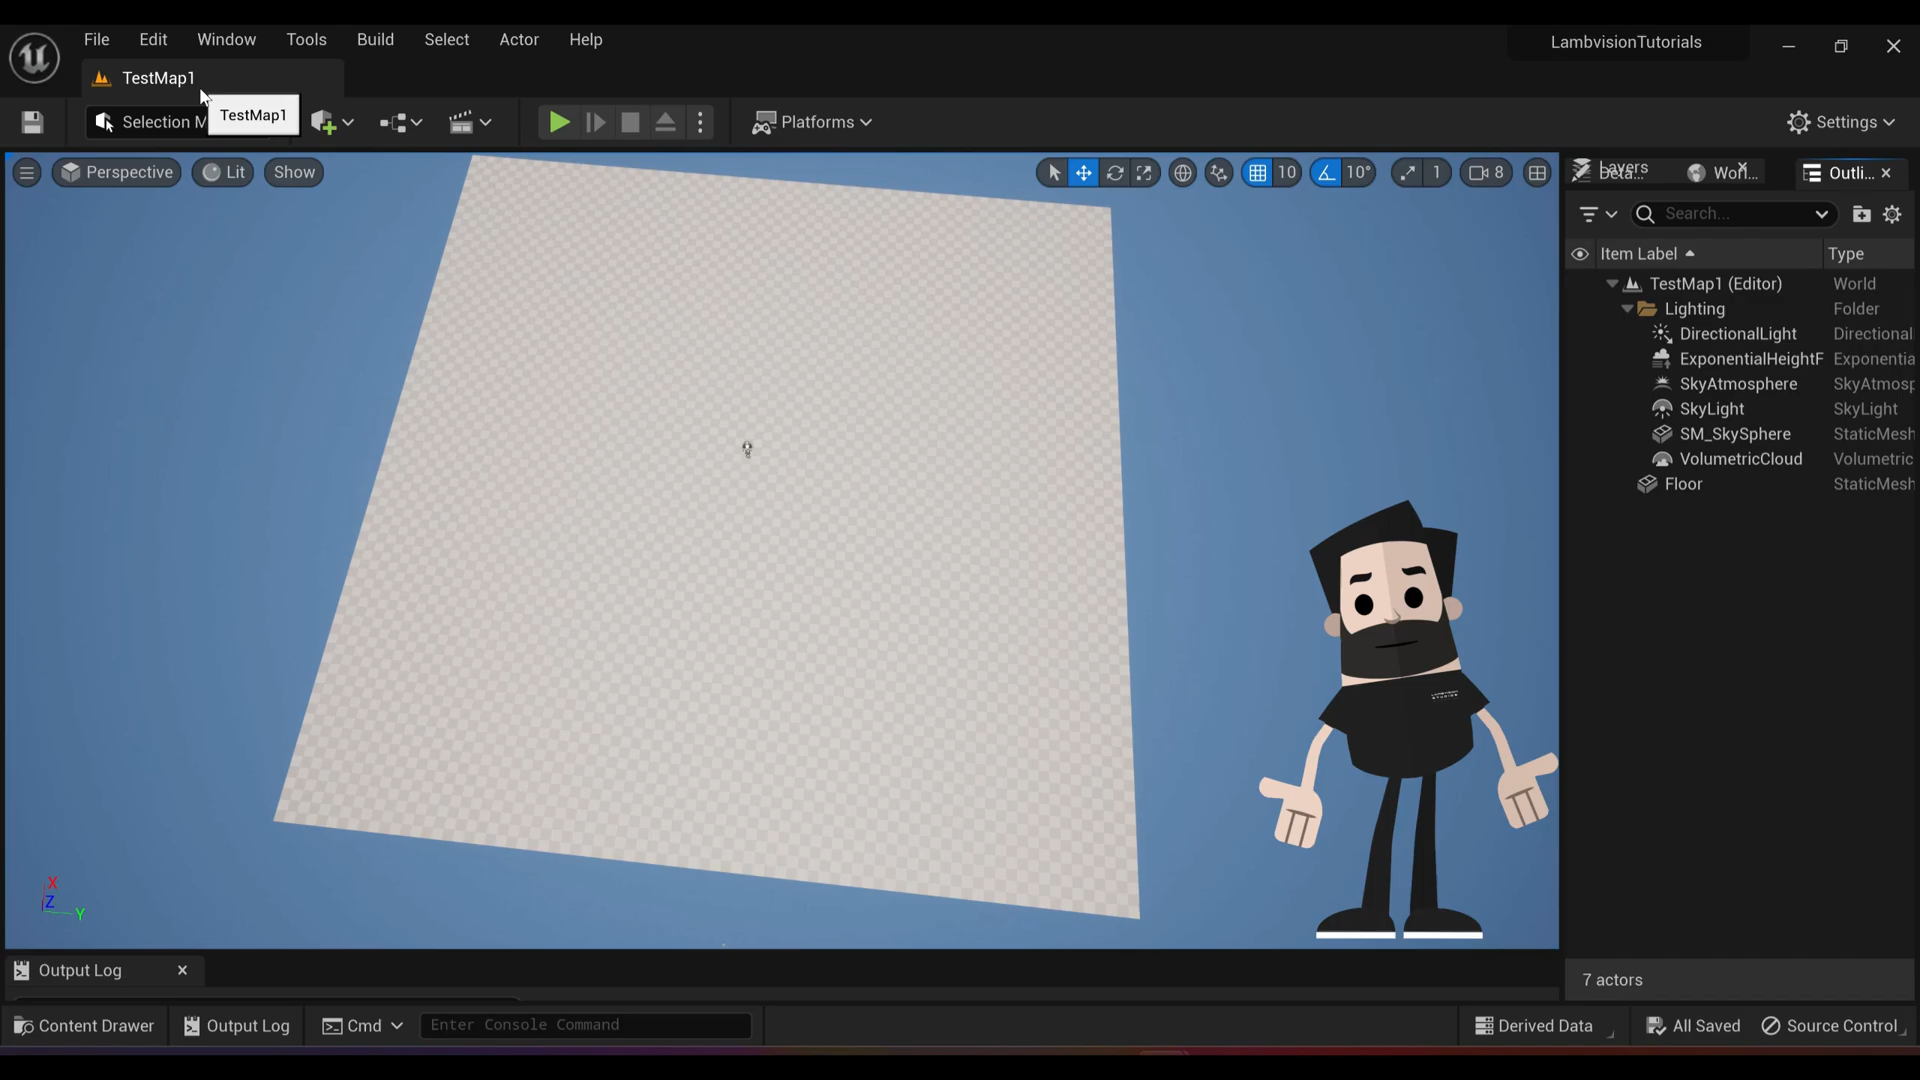 File Edit Window Tools Build Select Actor Help
LambvisionTutorials
TestMap1
TestMap1
Selection M
Platforms
Settings
Perspective
Lit
Show
10
10°
1
8
Layers
Worl...
Outli...
Search...
Item Label
Type
TestMap1 (Editor) World
Lighting Folder
DirectionalLight Directional
ExponentialHeightF Exponentia
SkyAtmosphere SkyAtmosp
SkyLight SkyLight
SM_SkySphere StaticMesh
VolumetricCloud Volumetric
Floor StaticMesh
X
Z
Y
Output Log
7 actors
Content Drawer
Output Log
Cmd
Enter Console Command
Derived Data
All Saved
Source Control